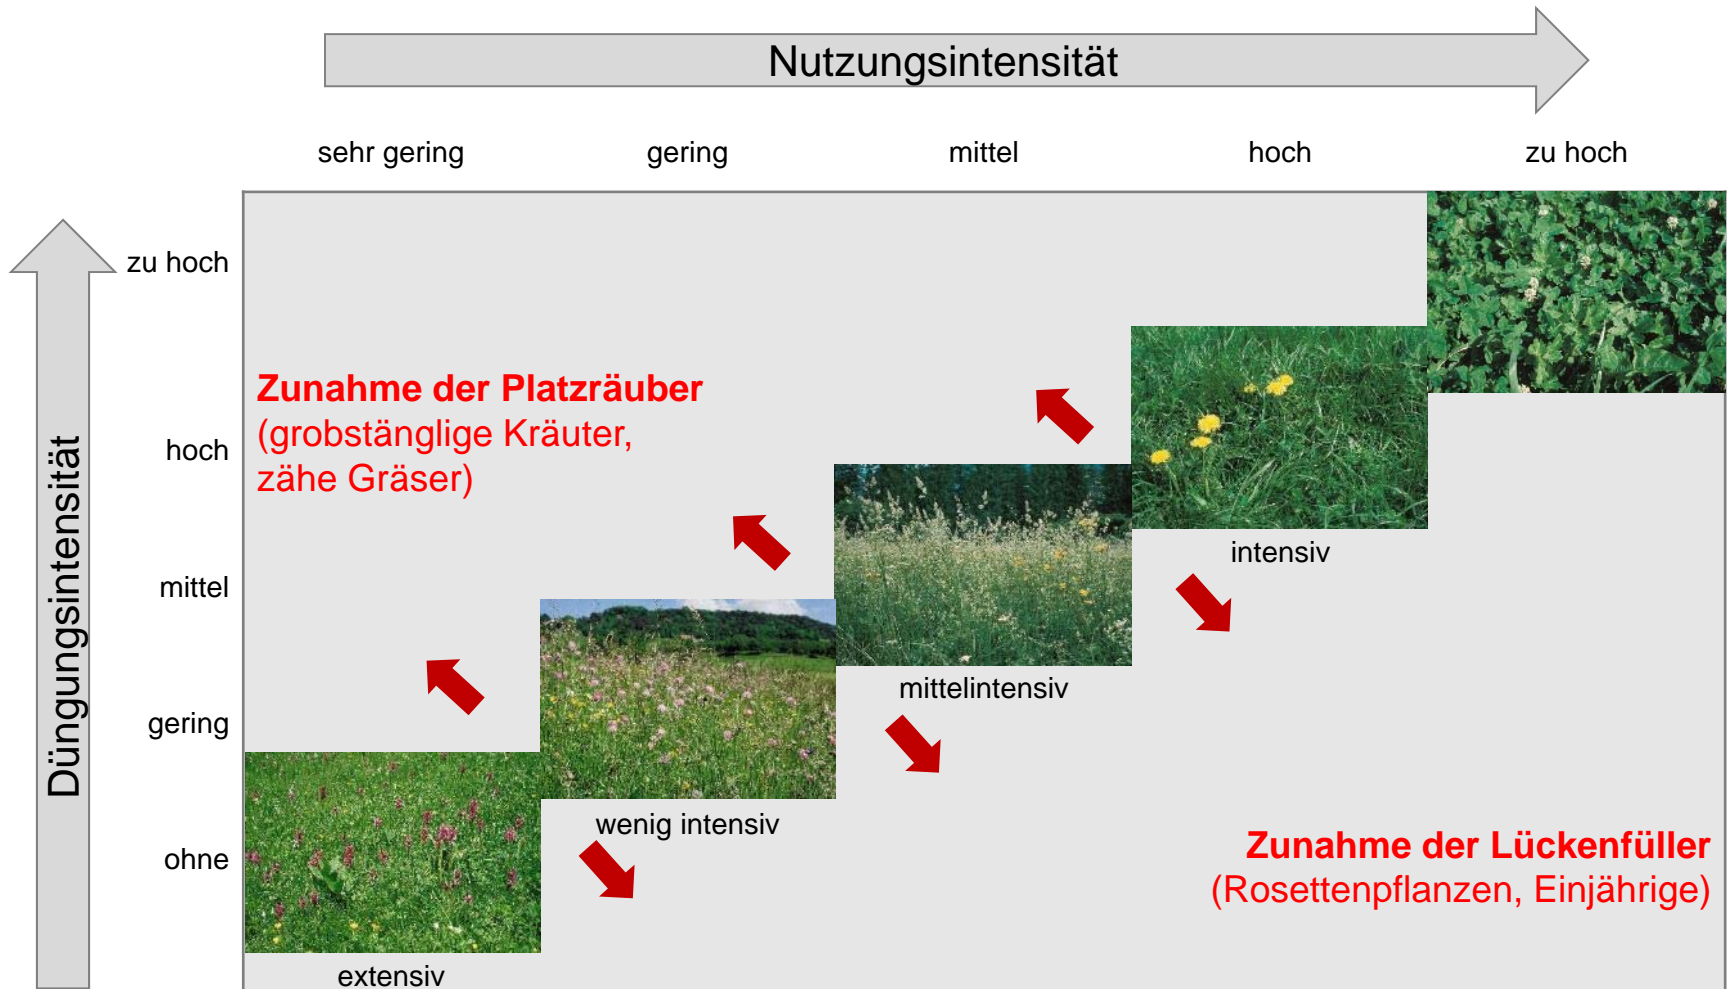 Nutzungsintensität
sehr gering
gering
mittel
hoch
zu hoch
Düngungsintensität
zu hoch
hoch
mittel
gering
ohne
Zunahme der Platzräuber
(grobstänglige Kräuter,
zähe Gräser)
intensiv
mittelintensiv
wenig intensiv
extensiv
Zunahme der Lückenfüller
(Rosettenpflanzen, Einjährige)